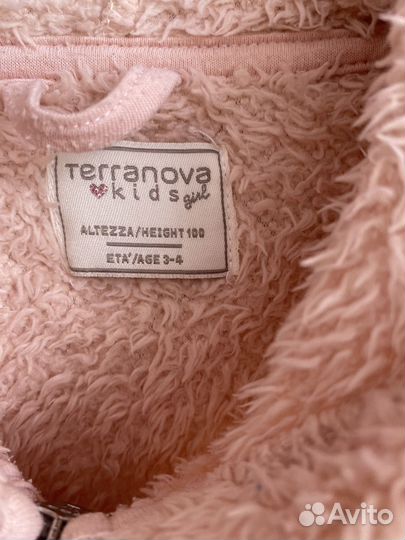 Terranova
kids girl
ALTEZZA/HEIGHT 100
ETA'/AGE 3-4
Avito